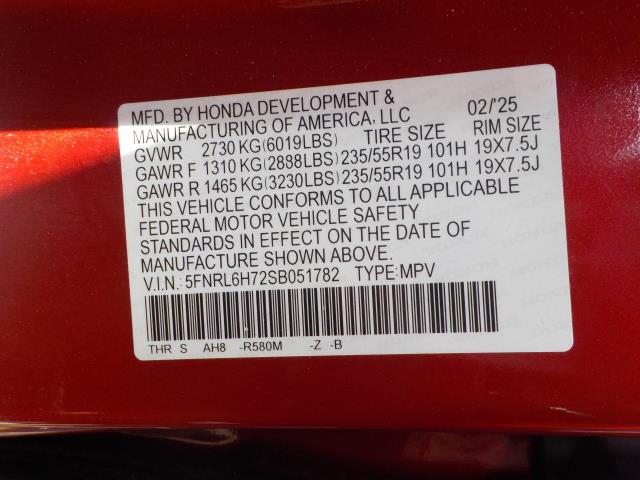 MFD. BY HONDA DEVELOPMENT &
MANUFACTURING OF AMERICA, LLC 02/'25
GVWR 2730 KG(6019LBS) TIRE SIZE RIM SIZE
GAWR F 1310 KG(2888LBS) 235/55R19 101H 19X7.5J
GAWR R 1465 KG(3230LBS) 235/55R19 101H 19X7.5J
THIS VEHICLE CONFORMS TO ALL APPLICABLE
FEDERAL MOTOR VEHICLE SAFETY
STANDARDS IN EFFECT ON THE DATE OF
MANUFACTURE SHOWN ABOVE.
V.I.N.: 5FNRL6H72SB051782 TYPE:MPV
THR S AH8 -R580M -Z -B